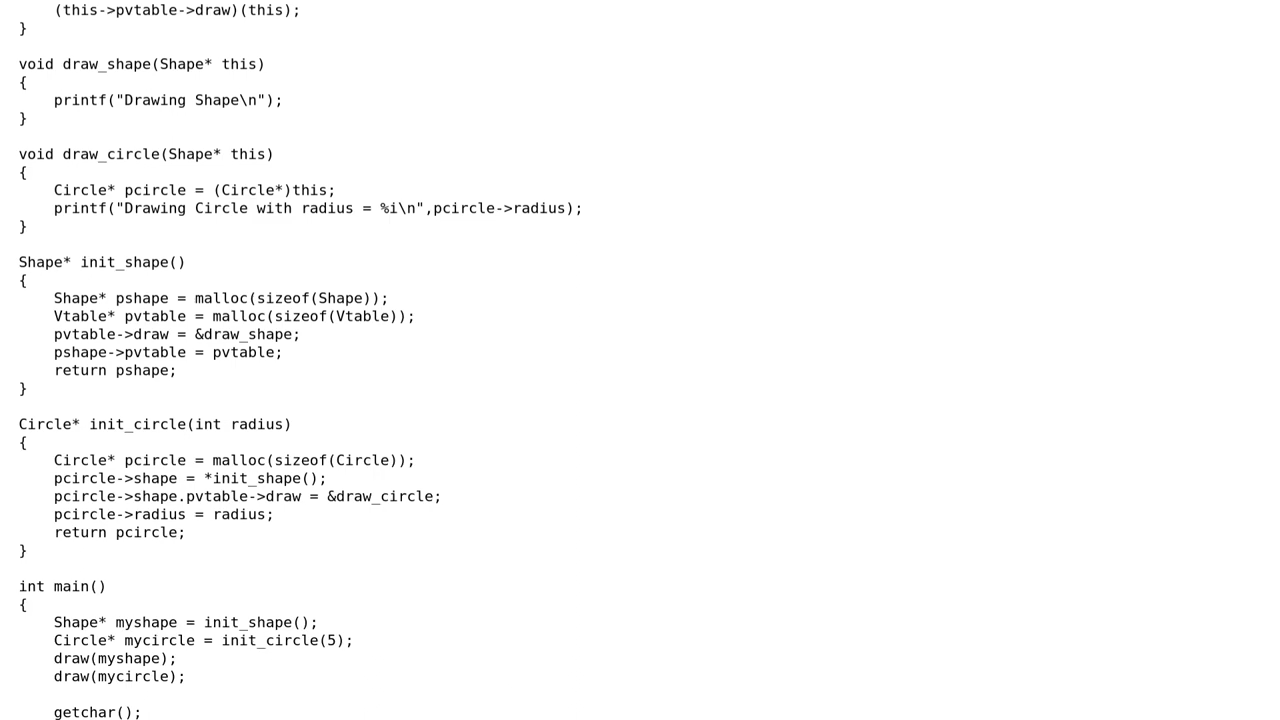 (this->pvtable->draw)(this);
}

void draw_shape(Shape* this)
{
    printf("Drawing Shape\n");
}

void draw_circle(Shape* this)
{
    Circle* pcircle = (Circle*)this;
    printf("Drawing Circle with radius = %i\n",pcircle->radius);
}

Shape* init_shape()
{
    Shape* pshape = malloc(sizeof(Shape));
    Vtable* pvtable = malloc(sizeof(Vtable));
    pvtable->draw = &draw_shape;
    pshape->pvtable = pvtable;
    return pshape;
}

Circle* init_circle(int radius)
{
    Circle* pcircle = malloc(sizeof(Circle));
    pcircle->shape = *init_shape();
    pcircle->shape.pvtable->draw = &draw_circle;
    pcircle->radius = radius;
    return pcircle;
}

int main()
{
    Shape* myshape = init_shape();
    Circle* mycircle = init_circle(5);
    draw(myshape);
    draw(mycircle);

    getchar();